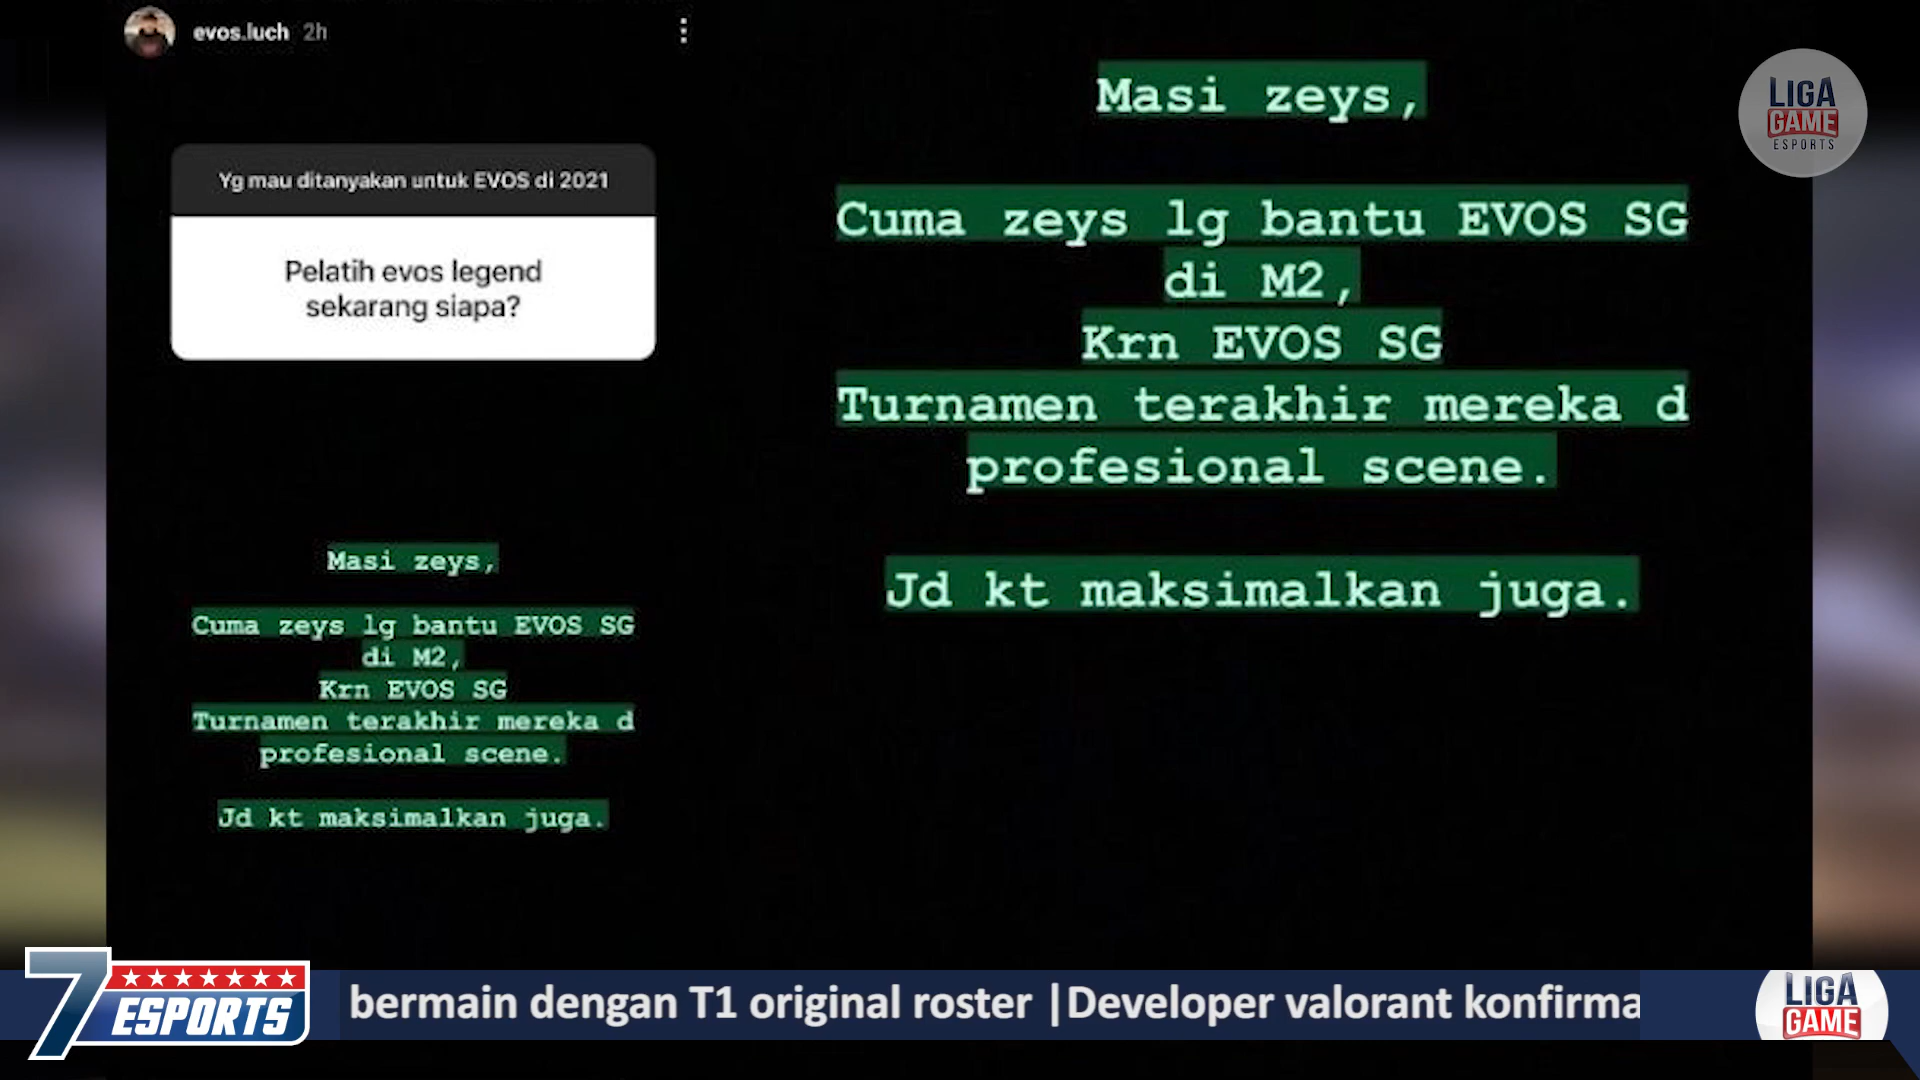 evos.luch 2h
Yg mau ditanyakan untuk EVOS di 2021
Pelatih evos legend
sekarang siapa?
Masi zeys,
Cuma zeys lg bantu EVOS SG
di M2,
Krn EVOS SG
Turnamen terakhir mereka d
profesional scene.
Jd kt maksimalkan juga.
Masi zeys,
Cuma zeys lg bantu EVOS SG
di M2,
Krn EVOS SG
Turnamen terakhir mereka d
profesional scene.
Jd kt maksimalkan juga.
LIGA
GAME
ESPORTS
7 ESPORTS
bermain dengan T1 original roster |Developer valorant konfirma
LIGA
GAME